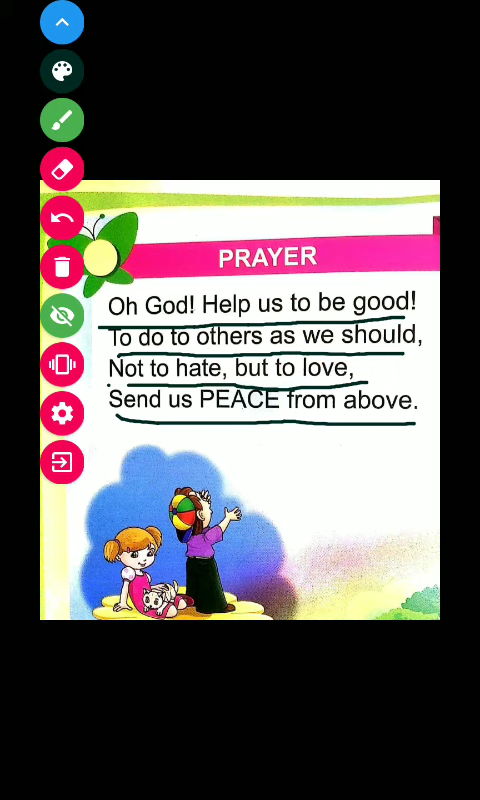 PRAYER
Oh God! Help us to be good!
To do to others as we should,
Not to hate, but to love,
Send us PEACE from above.